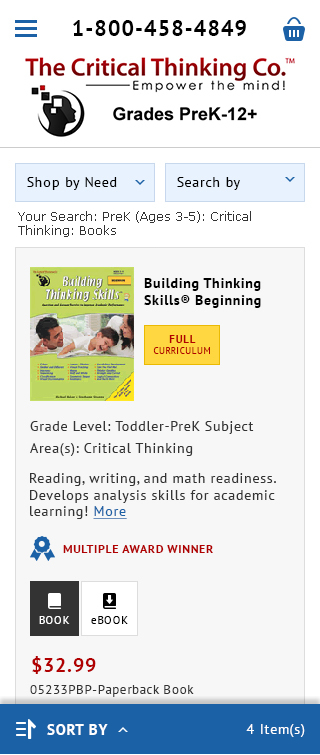 1-800-458-4849
The Critical Thinking Co.™
Empower the mind!
Grades PreK-12+
Shop by Need
Search by
Your Search: PreK (Ages 3-5): Critical
Thinking: Books
Building
Thinking Skills®
Building Thinking
Skills® Beginning
FULL
CURRICULUM
Grade Level: Toddler-PreK Subject
Area(s): Critical Thinking
Reading, writing, and math readiness.
Develops analysis skills for academic
learning! More
MULTIPLE AWARD WINNER
BOOK
eBOOK
$32.99
05233PBP-Paperback Book
SORT BY
4 Item(s)